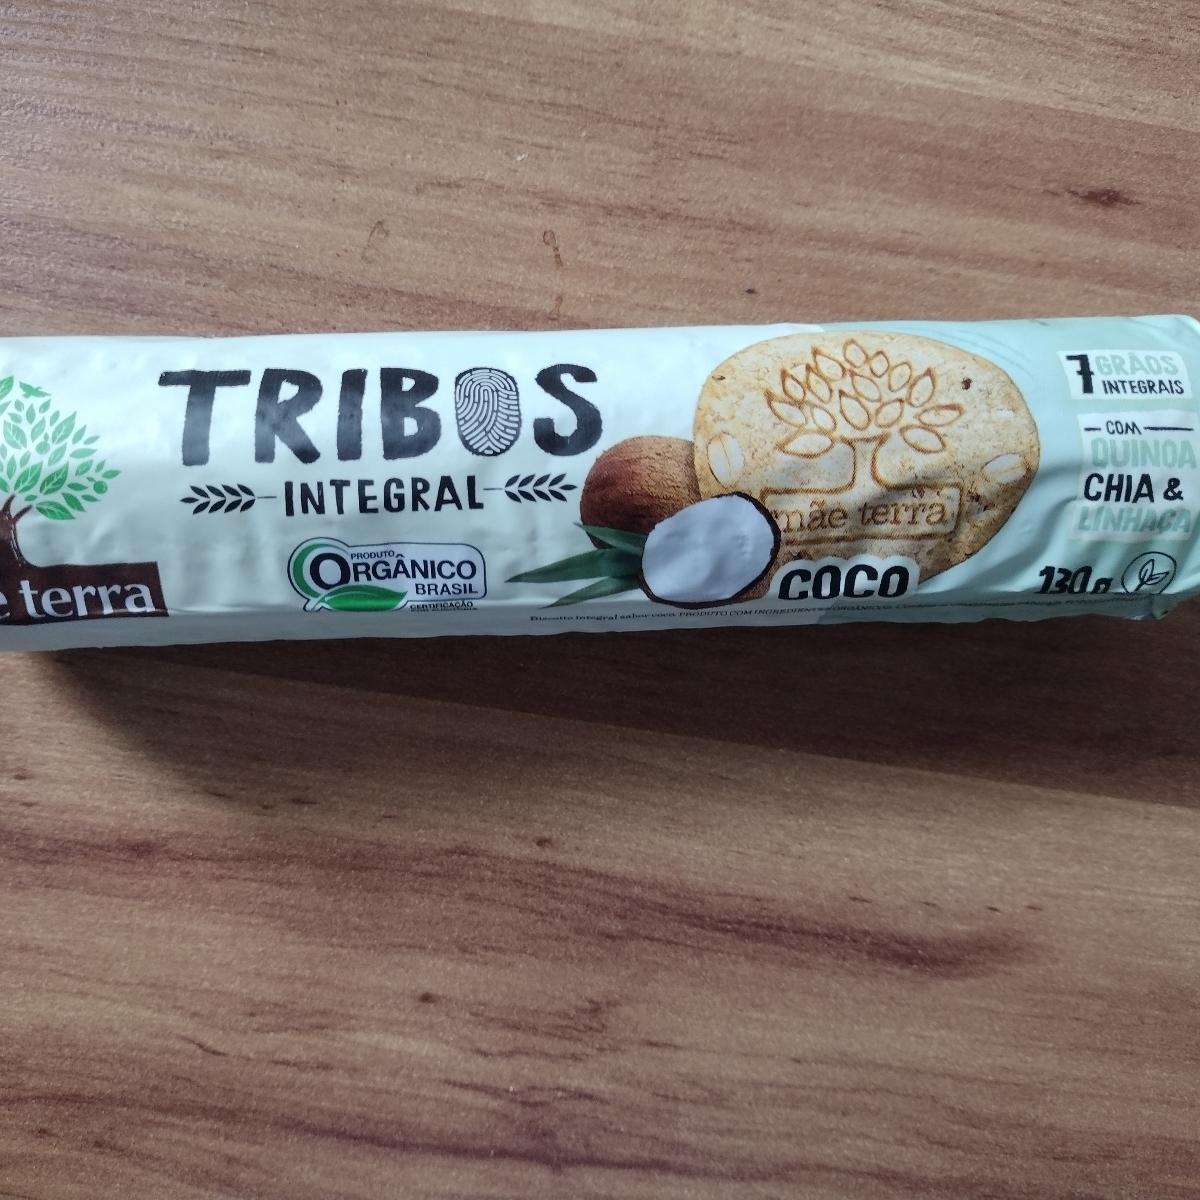 TRIBOS
INTEGRAL
e terra
PRODUTO
ORGÂNICO
BRASIL
CERTIFICAÇÃO
mãe terra
COCO
7 GRÃOS
INTEGRAIS
COM
QUINOA
CHIA &
LINHAÇA
130g
Biscoito integral sabor coco. PRODUTO COM INGREDIENTES ORGÂNICOS.